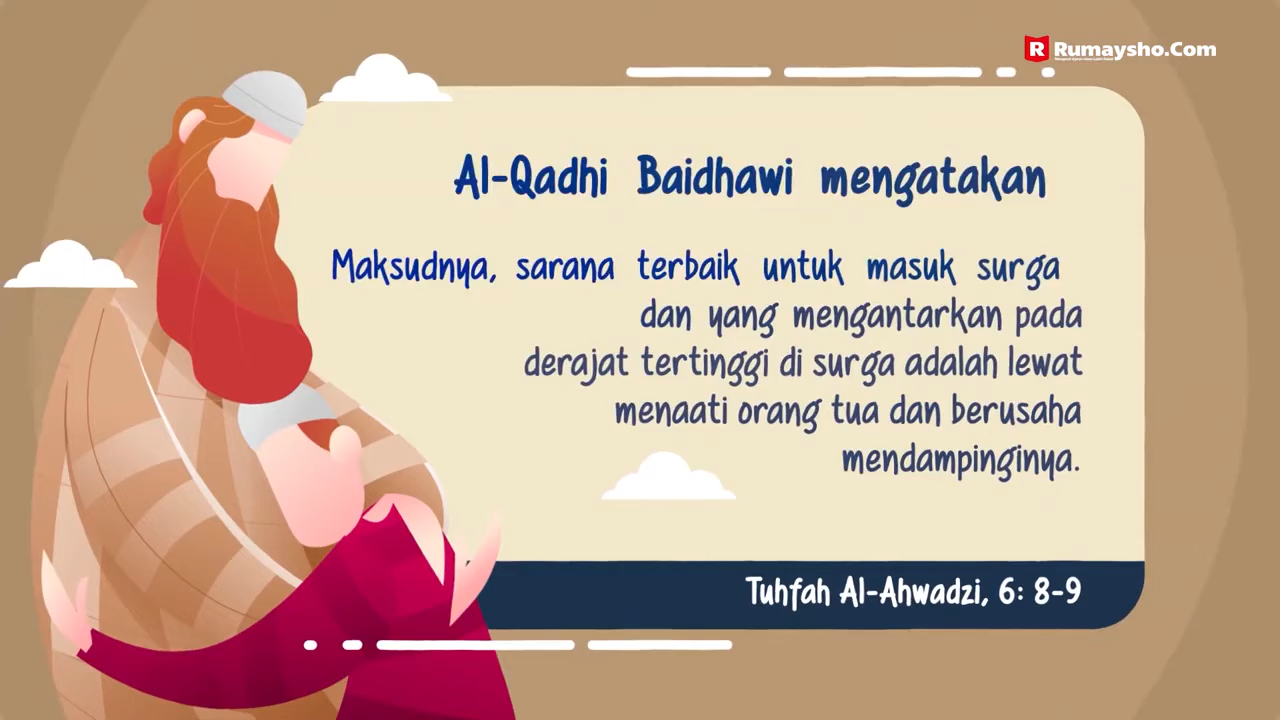 Rumaysho.Com
Al-Qadhi Baidhawi mengatakan
Maksudnya, sarana terbaik untuk masuk surga
dan yang mengantarkan pada
derajat tertinggi di surga adalah lewat
menaati orang tua dan berusaha
mendampinginya.
Tuhfah Al-Ahwadzi, 6: 8-9